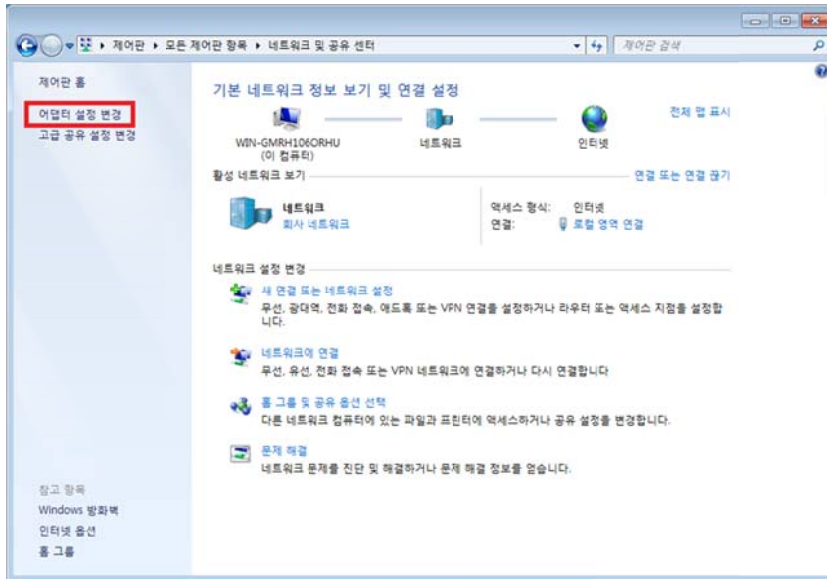 제어판 ▸ 모든 제어판 항목 ▸ 네트워크 및 공유 센터
제어판 검색
제어판 홈
어댑터 설정 변경
고급 공유 설정 변경
기본 네트워크 정보 보기 및 연결 설정
전체 맵 표시
WIN-GMRH106ORHU
(이 컴퓨터)
네트워크
인터넷
활성 네트워크 보기
연결 또는 연결 끊기
네트워크
회사 네트워크
액세스 형식: 인터넷
연결: 로컬 영역 연결
네트워크 설정 변경
새 연결 또는 네트워크 설정
무선, 광대역, 전화 접속, 애드혹 또는 VPN 연결을 설정하거나 라우터 또는 액세스 지점을 설정합
니다.
네트워크에 연결
무선, 유선, 전화 접속 또는 VPN 네트워크에 연결하거나 다시 연결합니다
홈 그룹 및 공유 옵션 선택
다른 네트워크 컴퓨터에 있는 파일과 프린터에 액세스하거나 공유 설정을 변경합니다.
문제 해결
네트워크 문제를 진단 및 해결하거나 문제 해결 정보를 얻습니다.
참고 항목
Windows 방화벽
인터넷 옵션
홈 그룹